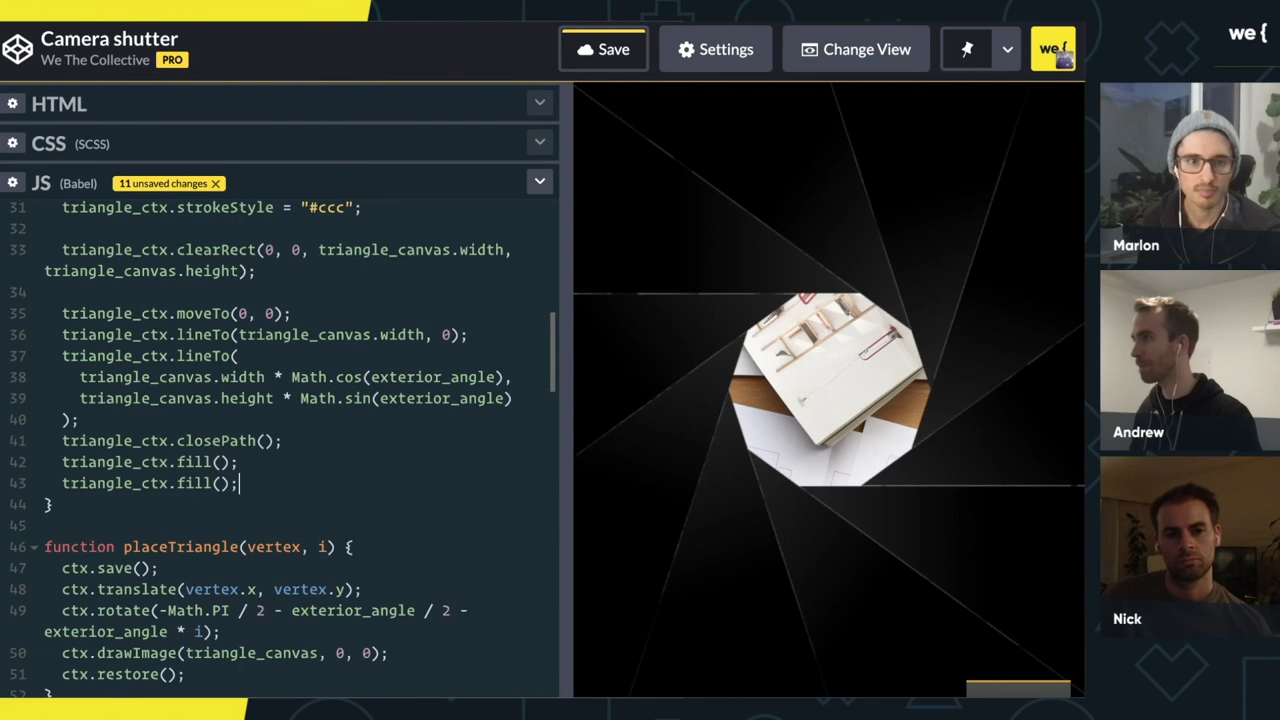 Camera shutter
We The Collective PRO
Save
Settings
Change View
we {
we {
HTML
CSS (SCSS)
JS (Babel) 11 unsaved changes X
31 triangle_ctx.strokeStyle = "#ccc";
32
33 triangle_ctx.clearRect(0, 0, triangle_canvas.width,
triangle_canvas.height);
34
35 triangle_ctx.moveTo(0, 0);
36 triangle_ctx.lineTo(triangle_canvas.width, 0);
37 triangle_ctx.lineTo(
38 triangle_canvas.width * Math.cos(exterior_angle),
39 triangle_canvas.height * Math.sin(exterior_angle)
40 );
41 triangle_ctx.closePath();
42 triangle_ctx.fill();
43 triangle_ctx.fill();
44 }
45
46 function placeTriangle(vertex, i) {
47 ctx.save();
48 ctx.translate(vertex.x, vertex.y);
49 ctx.rotate(-Math.PI / 2 - exterior_angle / 2 -
exterior_angle * i);
50 ctx.drawImage(triangle_canvas, 0, 0);
51 ctx.restore();
52 }
Marlon
Andrew
Nick